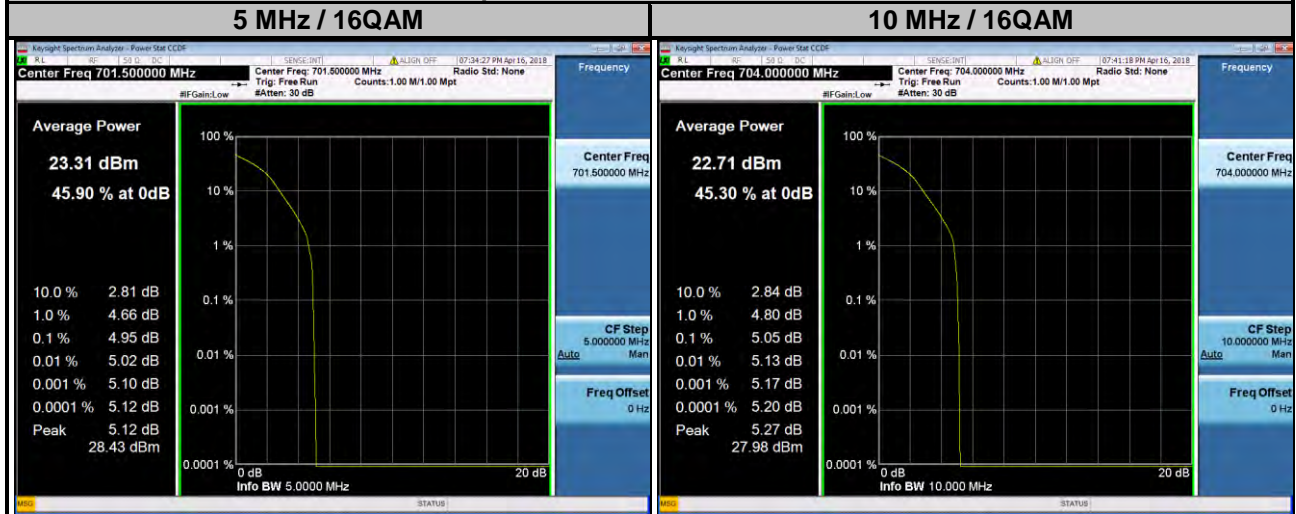 5 MHz / 16QAM
Keysight Spectrum Analyzer - Power Stat CCDF
RL RF 50 Ω DC SENSE:INT ALIGN OFF 07:34:27 PM Apr 16, 2018
Center Freq 701.500000 MHz
Center Freq: 701.500000 MHz Radio Std: None
Trig: Free Run Counts:1.00 M/1.00 Mpt
#IFGain:Low #Atten: 30 dB
Frequency
Average Power
23.31 dBm
45.90 % at 0dB
10.0 % 2.81 dB
1.0 % 4.66 dB
0.1 % 4.95 dB
0.01 % 5.02 dB
0.001 % 5.10 dB
0.0001 % 5.12 dB
Peak 5.12 dB
28.43 dBm
100 %
10 %
1 %
0.1 %
0.01 %
0.001 %
0.0001 %
0 dB 20 dB
Info BW 5.0000 MHz
Center Freq
701.500000 MHz
CF Step
5.000000 MHz
Auto Man
Freq Offset
0 Hz
MSG STATUS
10 MHz / 16QAM
Keysight Spectrum Analyzer - Power Stat CCDF
RL RF 50 Ω DC SENSE:INT ALIGN OFF 07:41:18 PM Apr 16, 2018
Center Freq 704.000000 MHz
Center Freq: 704.000000 MHz Radio Std: None
Trig: Free Run Counts:1.00 M/1.00 Mpt
#IFGain:Low #Atten: 30 dB
Frequency
Average Power
22.71 dBm
45.30 % at 0dB
10.0 % 2.84 dB
1.0 % 4.80 dB
0.1 % 5.05 dB
0.01 % 5.13 dB
0.001 % 5.17 dB
0.0001 % 5.20 dB
Peak 5.27 dB
27.98 dBm
100 %
10 %
1 %
0.1 %
0.01 %
0.001 %
0.0001 %
0 dB 20 dB
Info BW 10.000 MHz
Center Freq
704.000000 MHz
CF Step
10.000000 MHz
Auto Man
Freq Offset
0 Hz
MSG STATUS